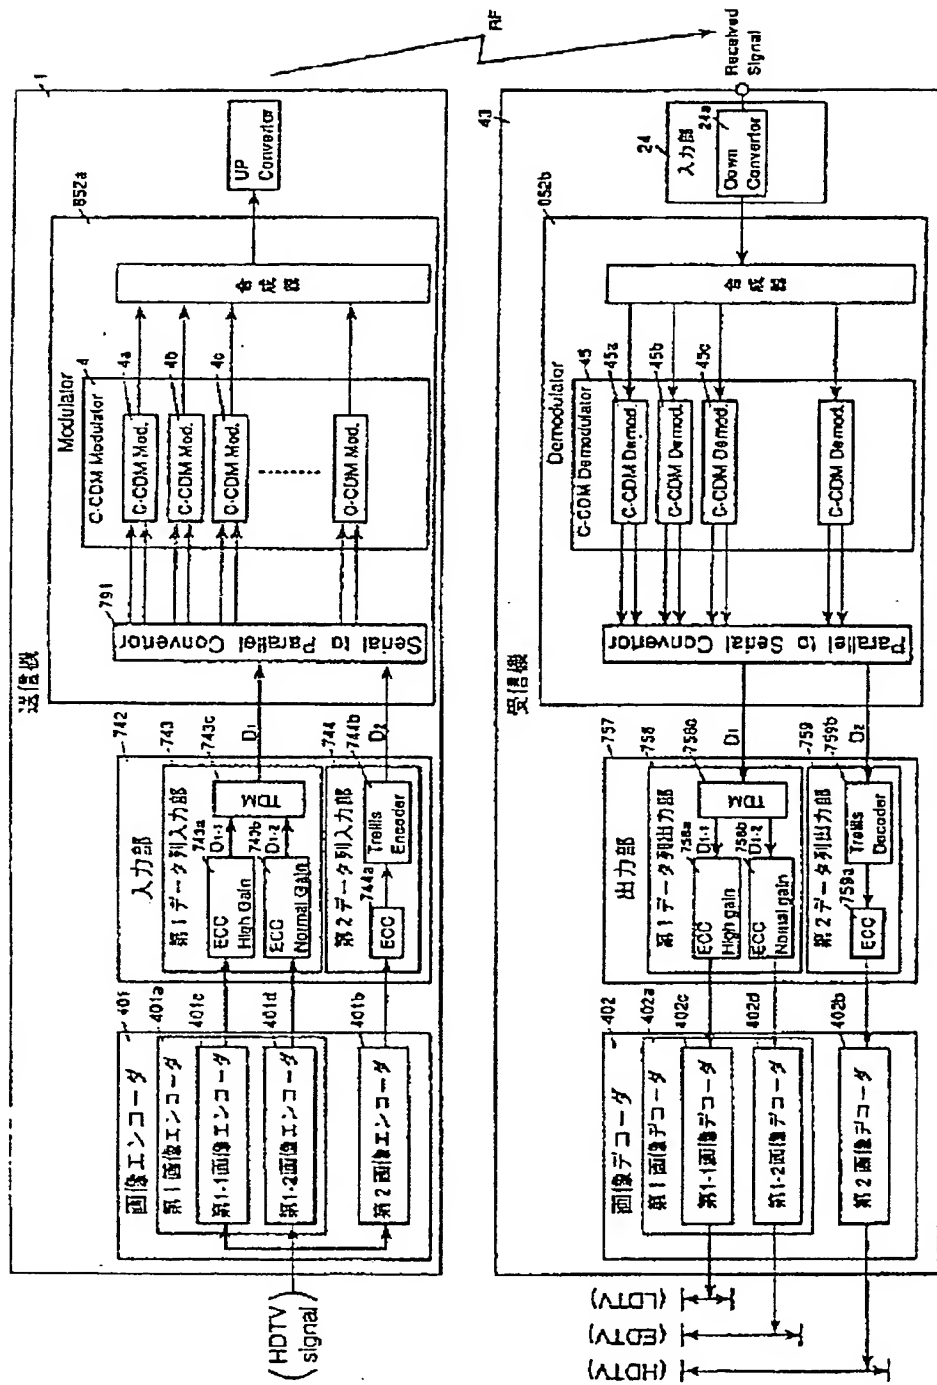 送信機
1
(HDTV signal)
画像エンコーダ
401
第1画像エンコーダ
401a
第1-1画像エンコーダ
401c
第1-2画像エンコーダ
401d
第2画像エンコーダ
401b
入力部
742
第1データ列入力部
743
ECC High Gain
743a
D1-1
ECC Normal Gain
743b
D1-2
TDM
743c
第2データ列入力部
744
ECC
744a
Trellis Encoder
744b
D1
D2
Modulator
852a
Serial to Parallel Convertor
791
C-CDM Modulator
4
C-CDM Mod.
4a
C-CDM Mod.
4b
C-CDM Mod.
4c
C-CDM Mod.
合成器
UP Convertor
RF
受信機
43
Received Signal
入力部
24
Down Convertor
24a
Demodulator
852b
合成器
C-CDM Demodulator
45
C-CDM Demod.
45a
C-CDM Demod.
45b
C-CDM Demod.
45c
C-CDM Demod.
Parallel to Serial Convertor
D1
D2
出力部
757
第1データ列出力部
758
TDM
758c
D1-1
ECC High gain
758a
D1-2
ECC Normal gain
758b
第2データ列出力部
759
Trellis Decoder
759b
ECC
759a
画像デコーダ
402
第1画像デコーダ
402a
第1-1画像デコーダ
402c
第1-2画像デコーダ
402d
第2画像デコーダ
402b
(LDTV)
(EDTV)
(HDTV)